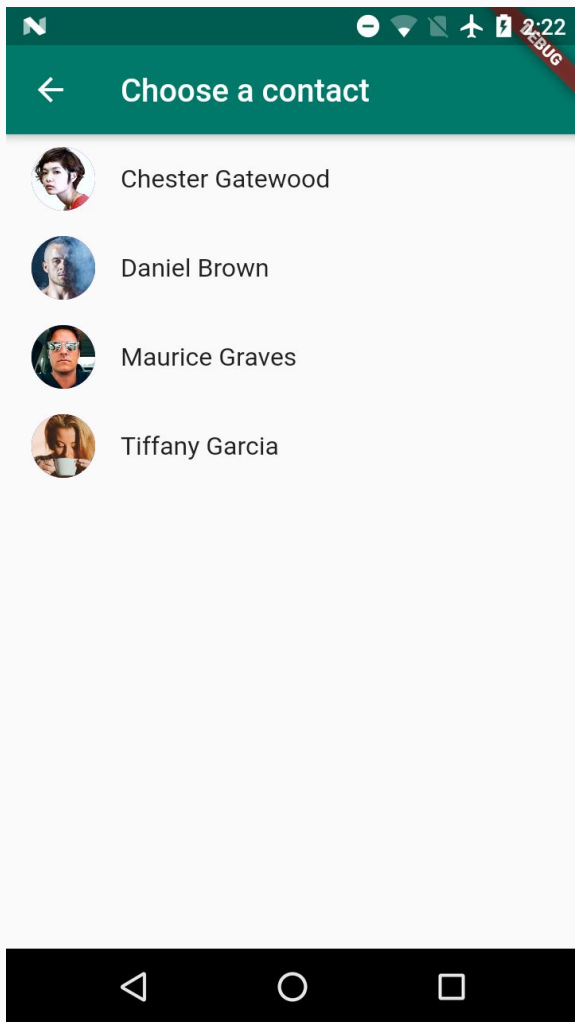 2:22
DEBUG
Choose a contact
Chester Gatewood
Daniel Brown
Maurice Graves
Tiffany Garcia